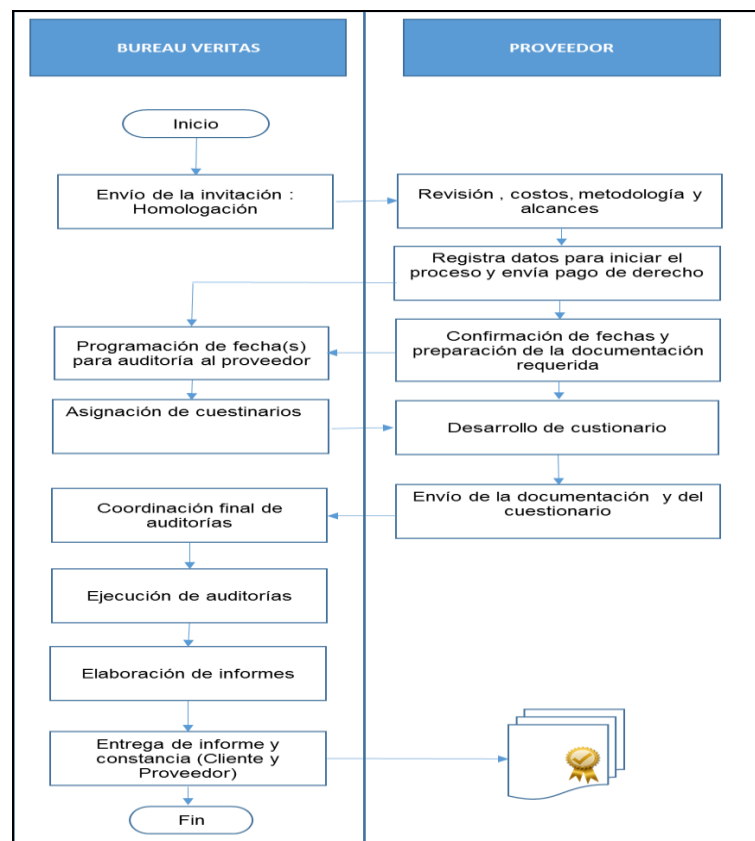 BUREAU VERITAS
PROVEEDOR
Inicio
Envío de la invitación :
Homologación
Revisión , costos, metodología y
alcances
Registra datos para iniciar el
proceso y envía pago de derecho
Programación de fecha(s)
para auditoría al proveedor
Confirmación de fechas y
preparación de la documentación
requerida
Asignación de cuestinarios
Desarrollo de custionario
Envío de la documentación y del
cuestionario
Coordinación final de
auditorías
Ejecución de auditorías
Elaboración de informes
Entrega de informe y
constancia (Cliente y
Proveedor)
Fin